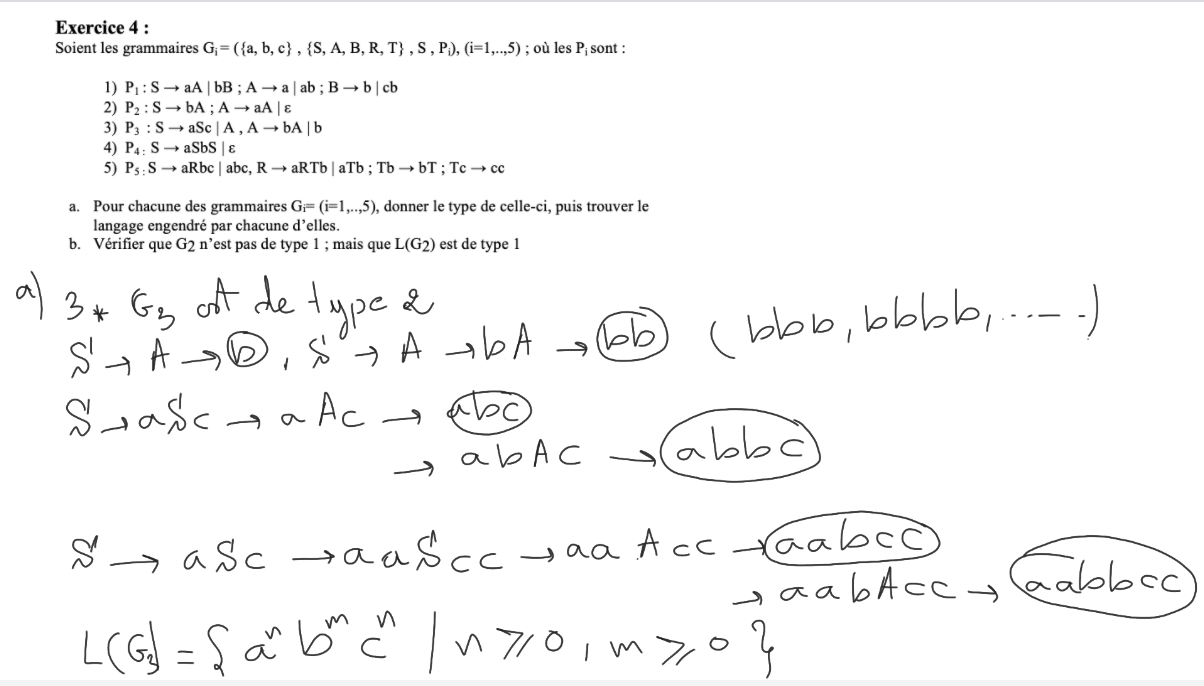 Exercice 4 :
Soient les grammaires Gᵢ= ({a, b, c} , {S, A, B, R, T} , S , Pᵢ), (i=1,..,5) ; où les Pᵢ sont :
1) P₁ : S → aA | bB ; A → a | ab ; B → b | cb
2) P₂ : S → bA ; A → aA | ε
3) P₃ : S → aSc | A , A → bA | b
4) P₄ : S → aSbS | ε
5) P₅ : S → aRbc | abc, R → aRTb | aTb ; Tb → bT ; Tc → cc
a. Pour chacune des grammaires Gᵢ= (i=1,..,5), donner le type de celle-ci, puis trouver le
langage engendré par chacune d'elles.
b. Vérifier que G2 n'est pas de type 1 ; mais que L(G2) est de type 1
a) 3* G₃ est de type 2
S → A → b , S → A → bA → bb ( bbb, bbbb, ..... )
S → aSc → aAc → abc
→ abAc → abbc
S → aSc → aaScc → aaAcc → aabcc
→ aabAcc → aabbcc
L(G₃) = { aⁿ bᵐ cⁿ / n ⩾ 0 , m ⩾ 0 }